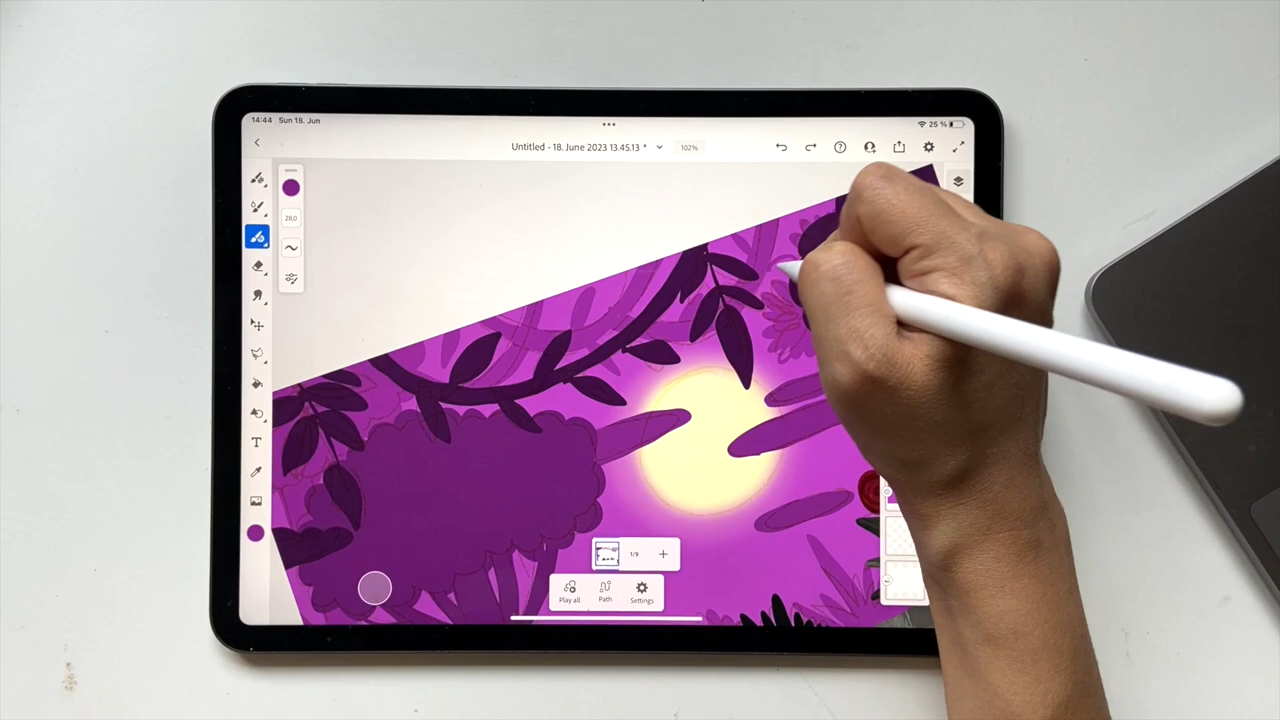 14:44 Sun 18. Jun
25 %
Untitled - 18. June 2023 13.45.13 *
102%
28,0
T
1/9
Play all Path Settings